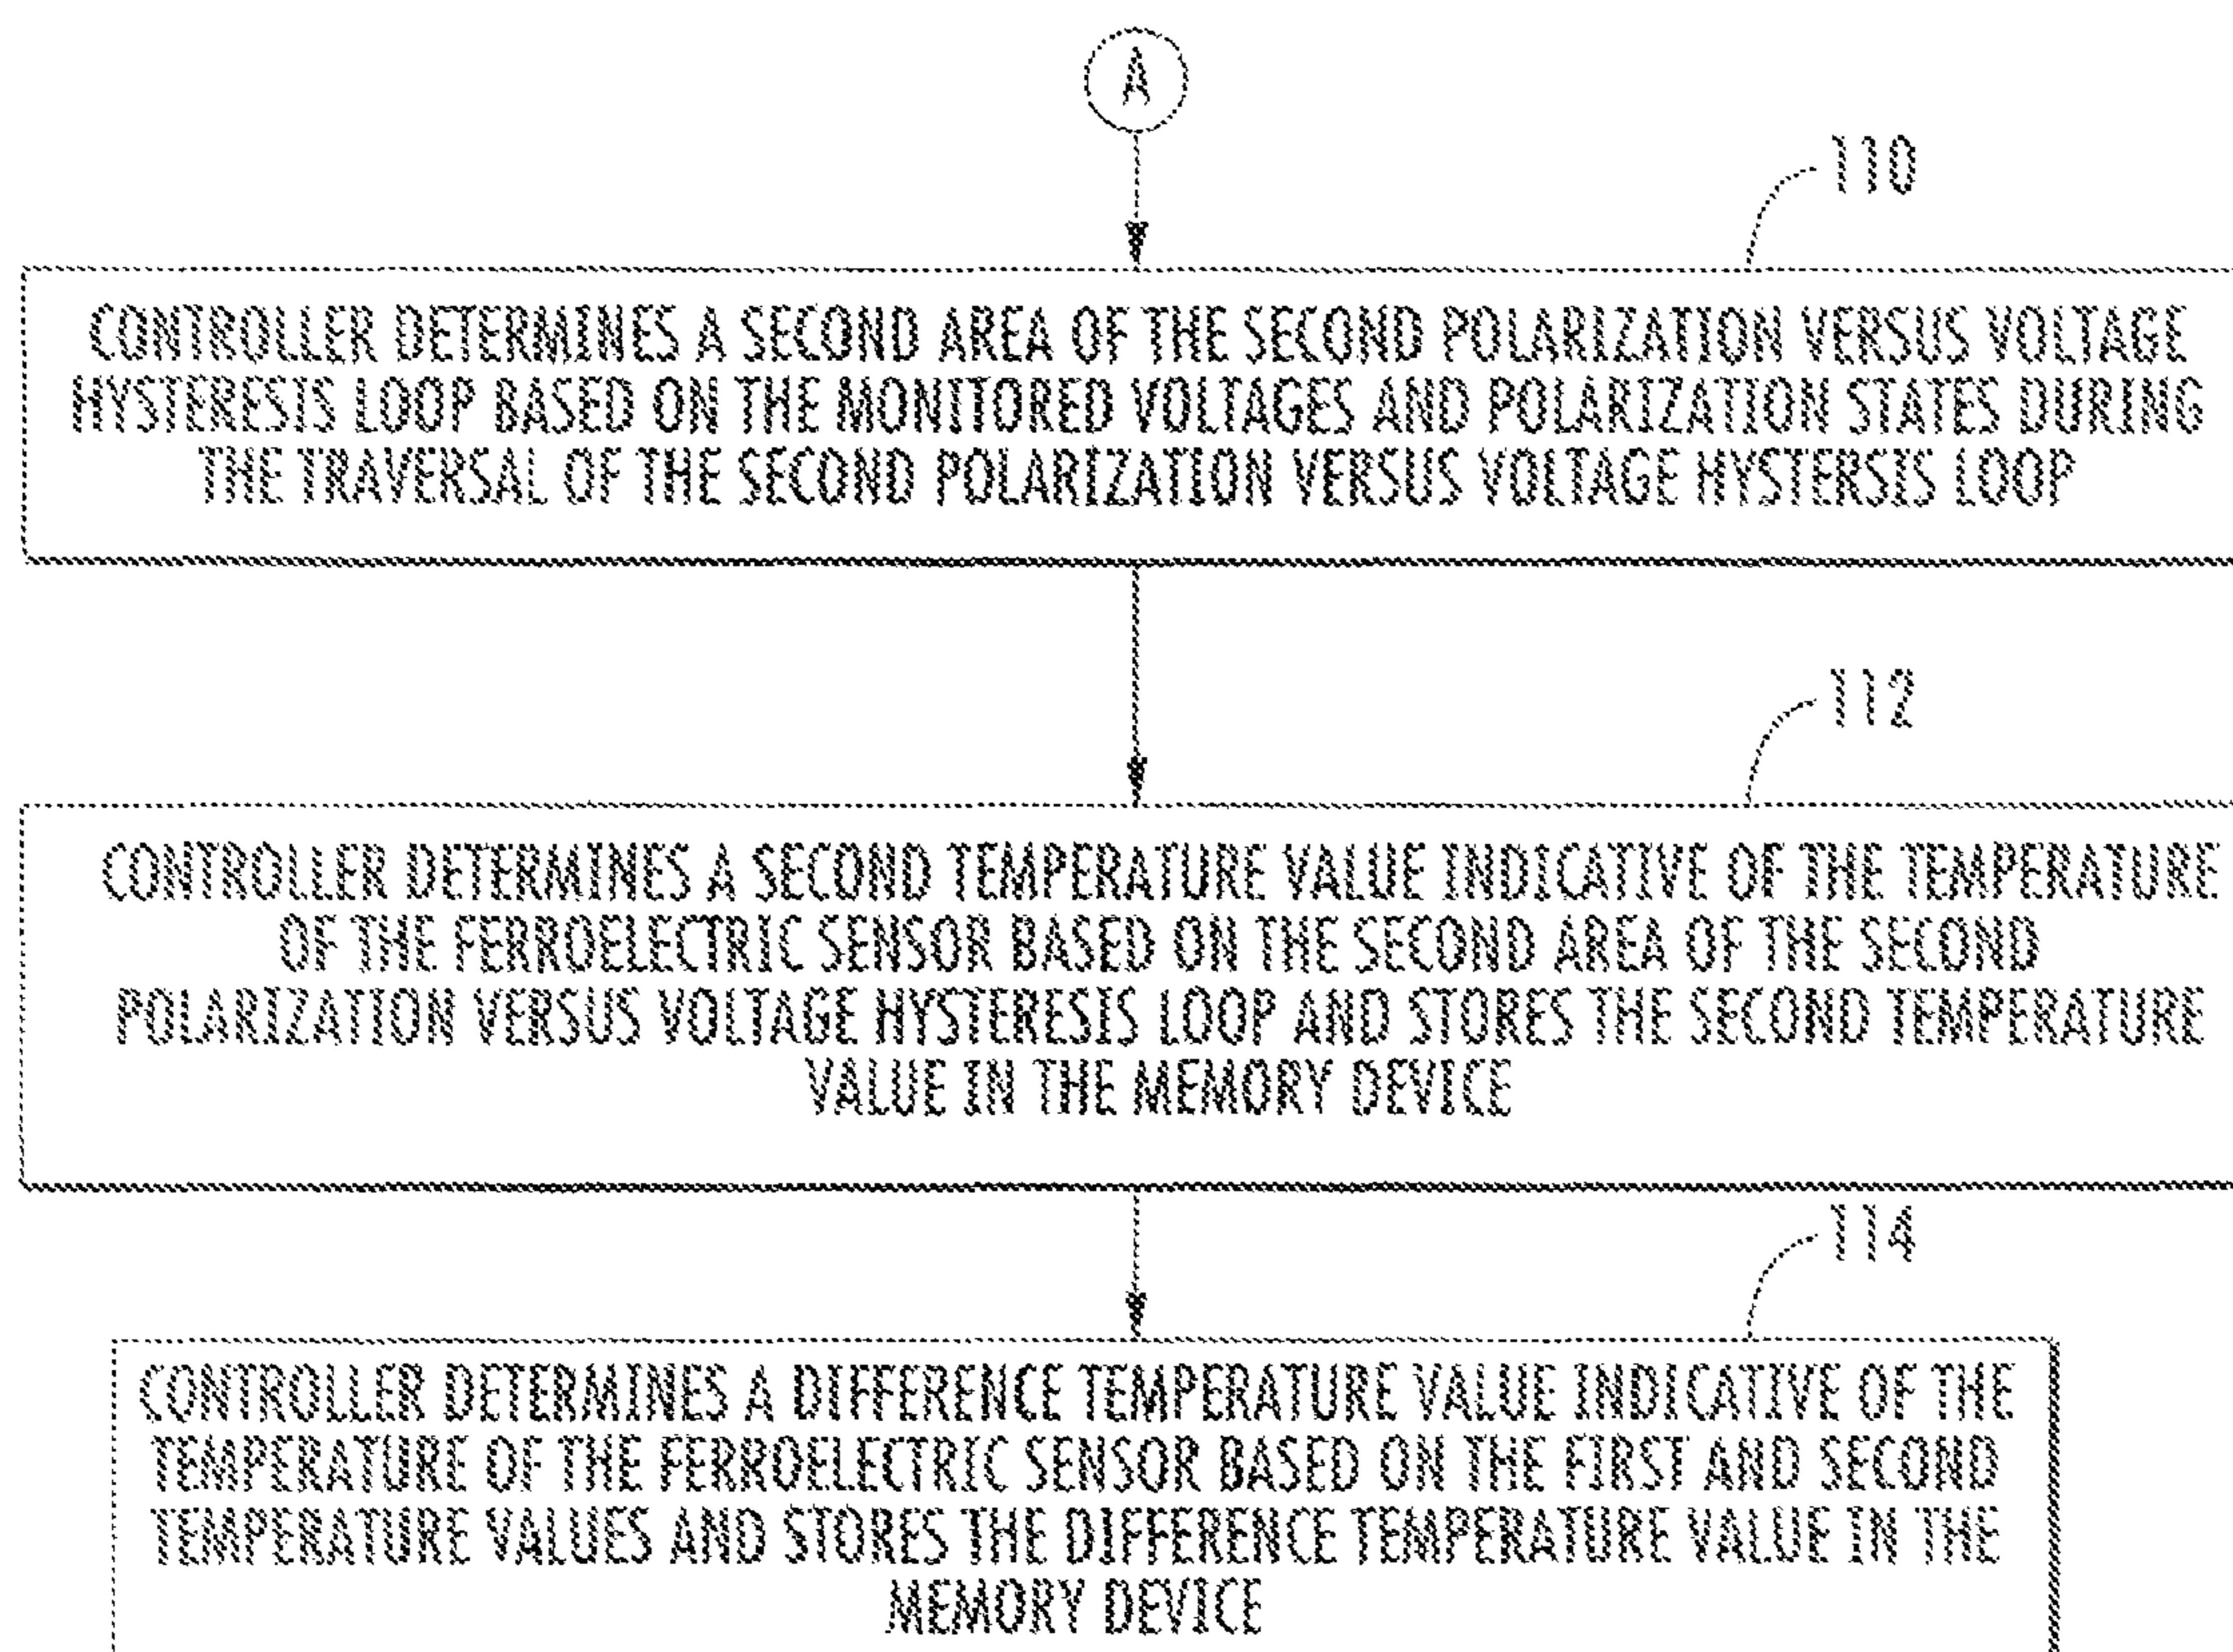 A
110
CONTROLLER DETERMINES A SECOND AREA OF THE SECOND POLARIZATION VERSUS VOLTAGE
HYSTERESIS LOOP BASED ON THE MONITORED VOLTAGES AND POLARIZATION STATES DURING
THE TRAVERSAL OF THE SECOND POLARIZATION VERSUS VOLTAGE HYSTERSIS LOOP
112
CONTROLLER DETERMINES A SECOND TEMPERATURE VALUE INDICATIVE OF THE TEMPERATURE
OF THE FERROELECTRIC SENSOR BASED ON THE SECOND AREA OF THE SECOND
POLARIZATION VERSUS VOLTAGE HYSTERESIS LOOP AND STORES THE SECOND TEMPERATURE
VALUE IN THE MEMORY DEVICE
114
CONTROLLER DETERMINES A DIFFERENCE TEMPERATURE VALUE INDICATIVE OF THE
TEMPERATURE OF THE FERROELECTRIC SENSOR BASED ON THE FIRST AND SECOND
TEMPERATURE VALUES AND STORES THE DIFFERENCE TEMPERATURE VALUE IN THE
MEMORY DEVICE